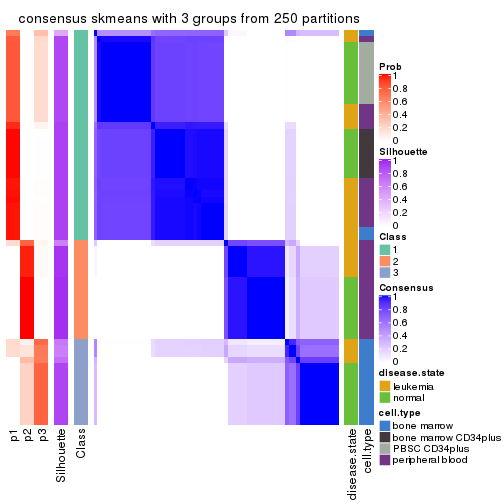 consensus skmeans with 3 groups from 250 partitions
Prob
1
0.8
0.6
0.4
0.2
0
Silhouette
1
0.8
0.6
0.4
0.2
0
Class
1
2
3
Consensus
1
0.8
0.6
0.4
0.2
0
disease.state
leukemia
normal
cell.type
bone marrow
bone marrow CD34plus
PBSC CD34plus
peripheral blood
p1
p2
p3
Silhouette
Class
disease.state
cell.type